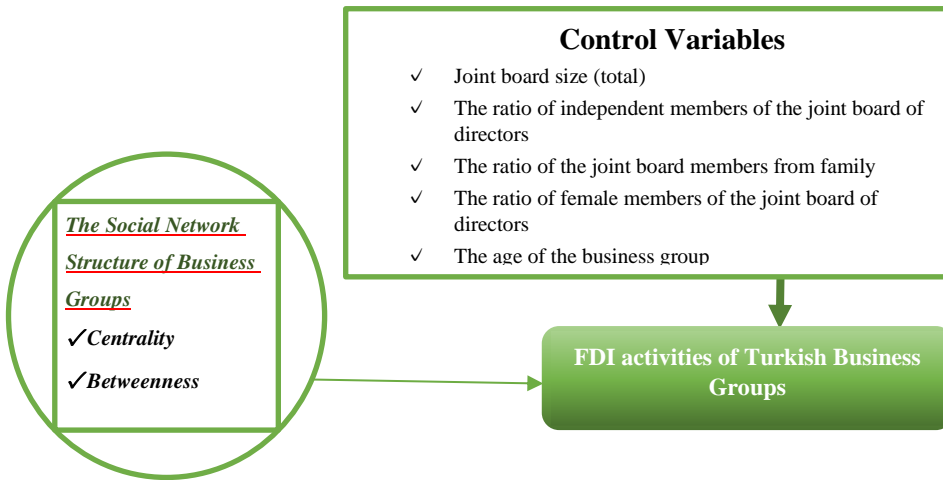 Control Variables
✓ Joint board size (total)
✓ The ratio of independent members of the joint board of
directors
✓ The ratio of the joint board members from family
✓ The ratio of female members of the joint board of
directors
✓ The age of the business group
The Social Network
Structure of Business
Groups
✓Centrality
✓Betweenness
FDI activities of Turkish Business
Groups